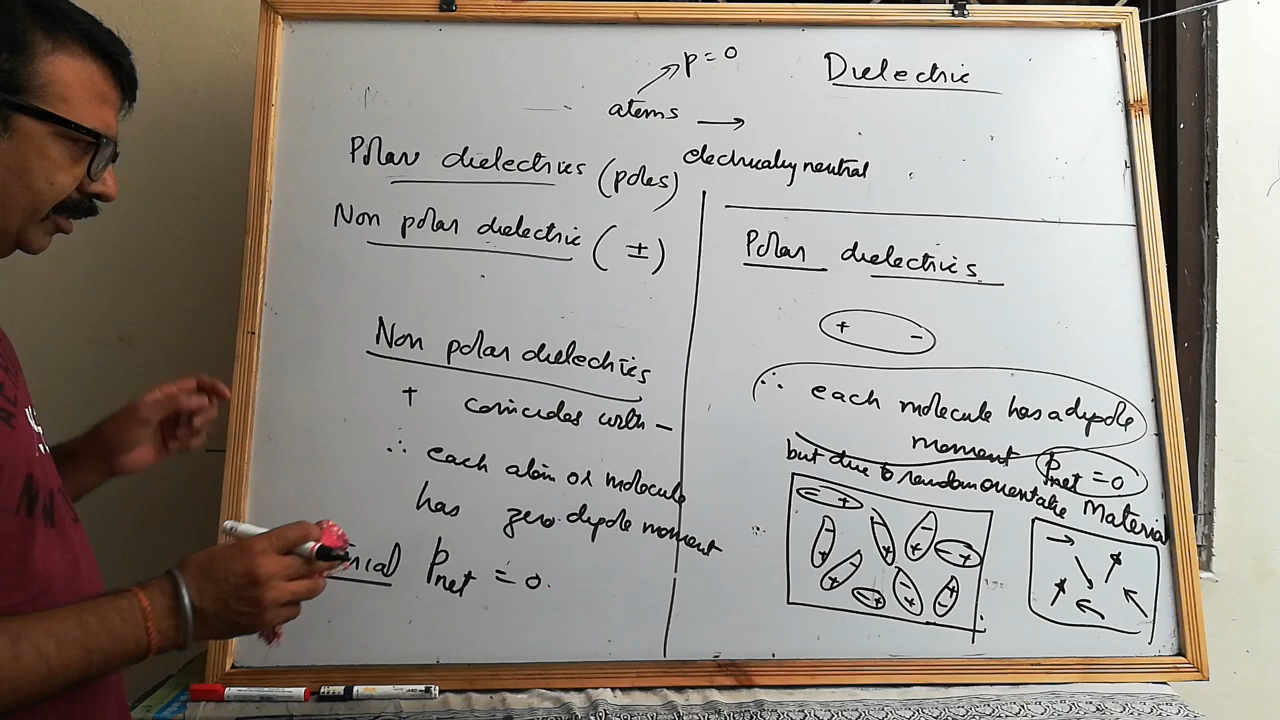 Dielectric
p = 0
atoms →
electrically neutral
Polar dielectrics (poles)
Non polar dielectric (±)
Non polar dielectrics
+ coincides with –
∴ each atom or molecule
has zero dipole moment
Pnet = 0.
Polar dielectrics
+ –
∴ each molecule has a dipole
moment
but due to random orientation
Pnet = 0
Material